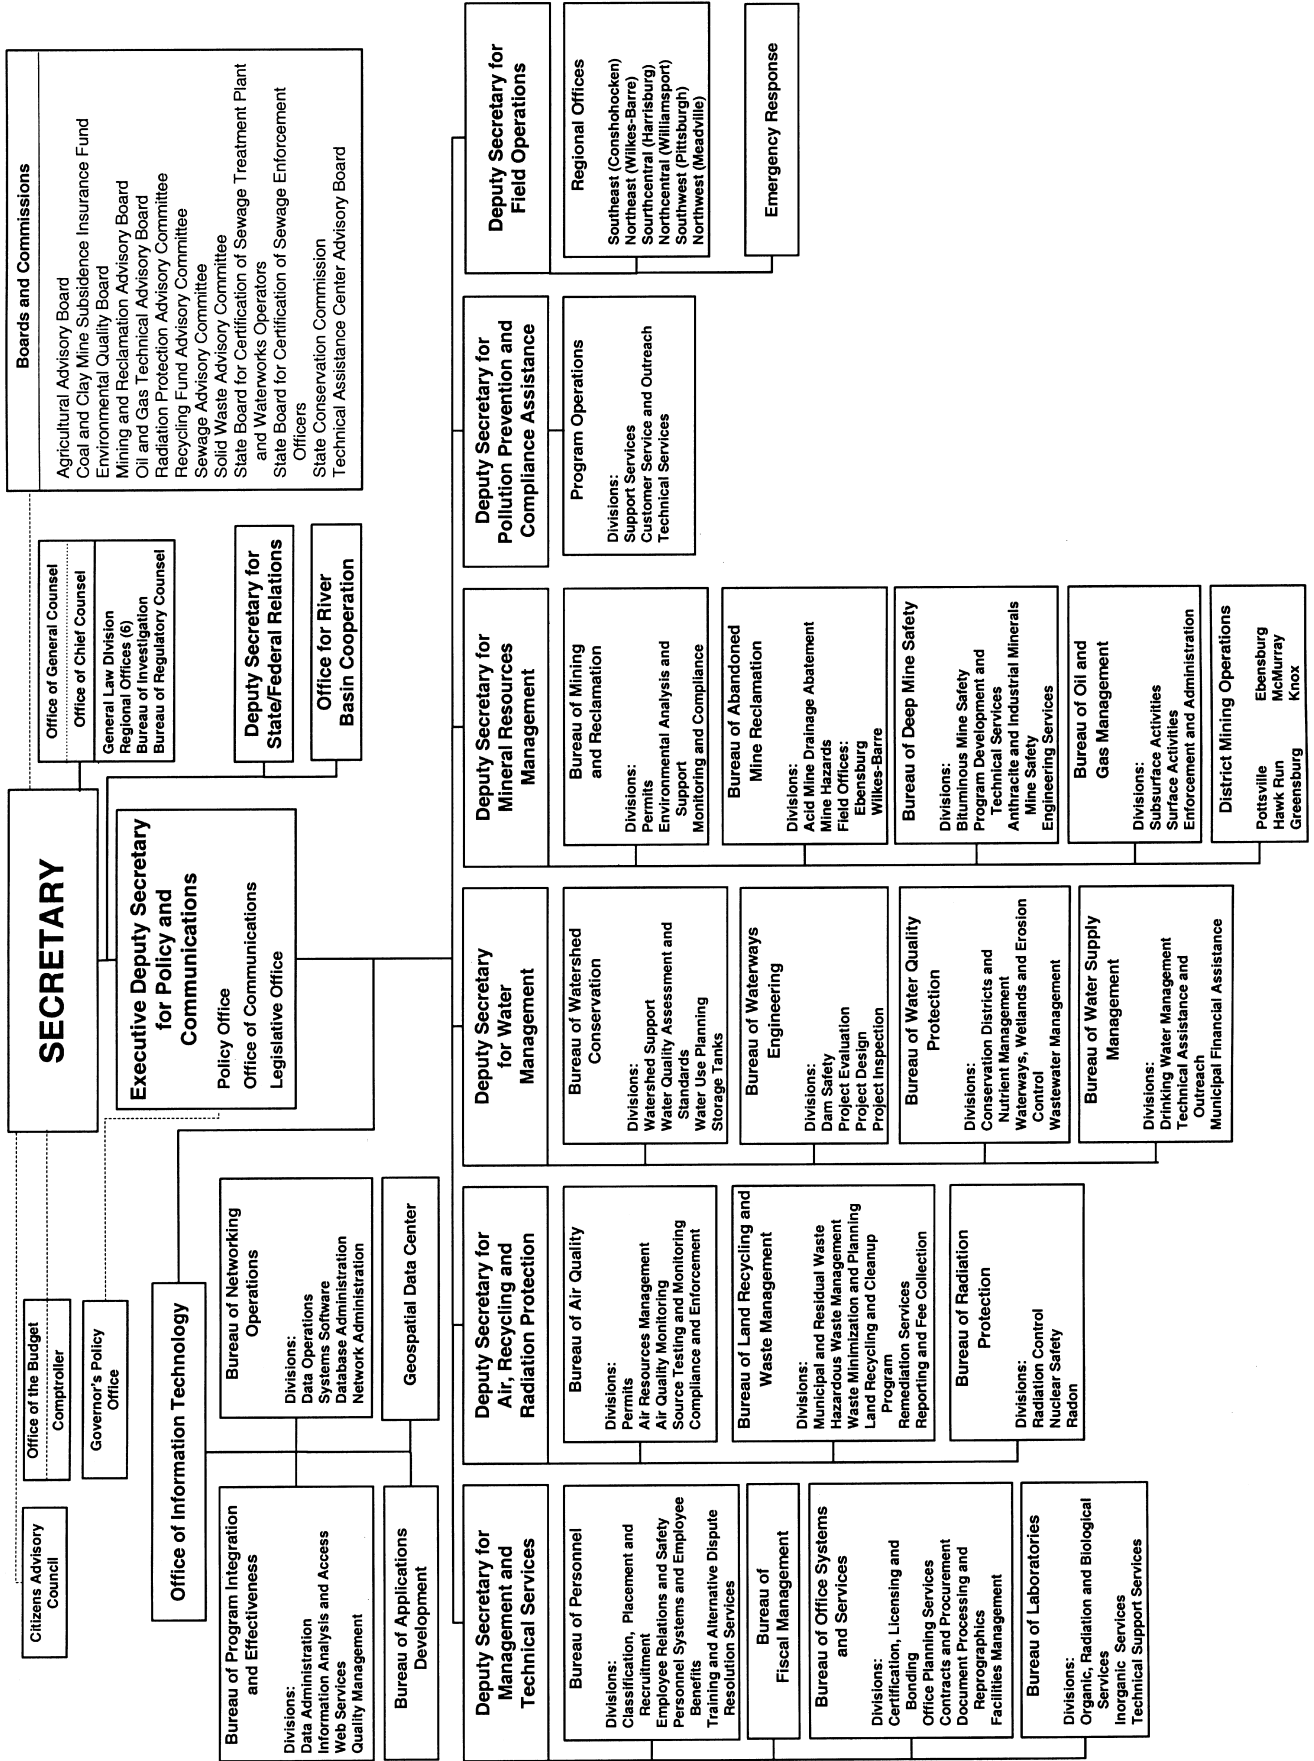 SECRETARY
Citizens Advisory
Council
Office of the Budget
Comptroller
Governor's Policy
Office
Executive Deputy Secretary
for Policy and
Communications
Policy Office
Office of Communications
Legislative Office
Office of General Counsel
Office of Chief Counsel
General Law Division
Regional Offices (6)
Bureau of Investigation
Bureau of Regulatory Counsel
Deputy Secretary for
State/Federal Relations
Office for River
Basin Cooperation
Boards and Commissions
Agricultural Advisory Board
Coal and Clay Mine Subsidence Insurance Fund
Environmental Quality Board
Mining and Reclamation Advisory Board
Oil and Gas Technical Advisory Board
Radiation Protection Advisory Committee
Recycling Fund Advisory Committee
Sewage Advisory Committee
Solid Waste Advisory Committee
State Board for Certification of Sewage Treatment Plant
and Waterworks Operators
State Board for Certification of Sewage Enforcement
Officers
State Conservation Commission
Technical Assistance Center Advisory Board
Office of Information Technology
Bureau of Program Integration
and Effectiveness
Divisions:
Data Administration
Information Analysis and Access
Web Services
Quality Management
Bureau of Networking
Operations
Divisions:
Data Operations
Systems Software
Database Administration
Network Administration
Bureau of Applications
Development
Geospatial Data Center
Deputy Secretary for
Management and
Technical Services
Bureau of Personnel
Divisions:
Classification, Placement and
Recruitment
Employee Relations and Safety
Personnel Systems and Employee
Benefits
Training and Alternative Dispute
Resolution Services
Bureau of
Fiscal Management
Bureau of Office Systems
and Services
Divisions:
Certification, Licensing and
Bonding
Office Planning Services
Contracts and Procurement
Document Processing and
Reprographics
Facilities Management
Bureau of Laboratories
Divisions:
Organic, Radiation and Biological
Services
Inorganic Services
Technical Support Services
Deputy Secretary for
Air, Recycling and
Radiation Protection
Bureau of Air Quality
Divisions:
Permits
Air Resources Management
Air Quality Monitoring
Source Testing and Monitoring
Compliance and Enforcement
Bureau of Land Recycling and
Waste Management
Divisions:
Municipal and Residual Waste
Hazardous Waste Management
Waste Minimization and Planning
Land Recycling and Cleanup
Program
Remediation Services
Reporting and Fee Collection
Bureau of Radiation
Protection
Divisions:
Radiation Control
Nuclear Safety
Radon
Deputy Secretary
for Water
Management
Bureau of Watershed
Conservation
Divisions:
Watershed Support
Water Quality Assessment and
Standards
Water Use Planning
Storage Tanks
Bureau of Waterways
Engineering
Divisions:
Dam Safety
Project Evaluation
Project Design
Project Inspection
Bureau of Water Quality
Protection
Divisions:
Conservation Districts and
Nutrient Management
Waterways, Wetlands and Erosion
Control
Wastewater Management
Bureau of Water Supply
Management
Divisions:
Drinking Water Management
Technical Assistance and
Outreach
Municipal Financial Assistance
Deputy Secretary for
Mineral Resources
Management
Bureau of Mining
and Reclamation
Divisions:
Permits
Environmental Analysis and
Support
Monitoring and Compliance
Bureau of Abandoned
Mine Reclamation
Divisions:
Acid Mine Drainage Abatement
Mine Hazards
Field Offices:
Ebensburg
Wilkes-Barre
Bureau of Deep Mine Safety
Divisions:
Bituminous Mine Safety
Program Development and
Technical Services
Anthracite and Industrial Minerals
Mine Safety
Engineering Services
Bureau of Oil and
Gas Management
Divisions:
Subsurface Activities
Surface Activities
Enforcement and Administration
District Mining Operations
Pottsville Ebensburg
Hawk Run McMurray
Greensburg Knox
Deputy Secretary for
Pollution Prevention and
Compliance Assistance
Program Operations
Divisions:
Support Services
Customer Service and Outreach
Technical Services
Deputy Secretary for
Field Operations
Regional Offices
Southeast (Conshohocken)
Northeast (Wilkes-Barre)
Sourthcentral (Harrisburg)
Northcentral (Williamsport)
Southwest (Pittsburgh)
Northwest (Meadville)
Emergency Response